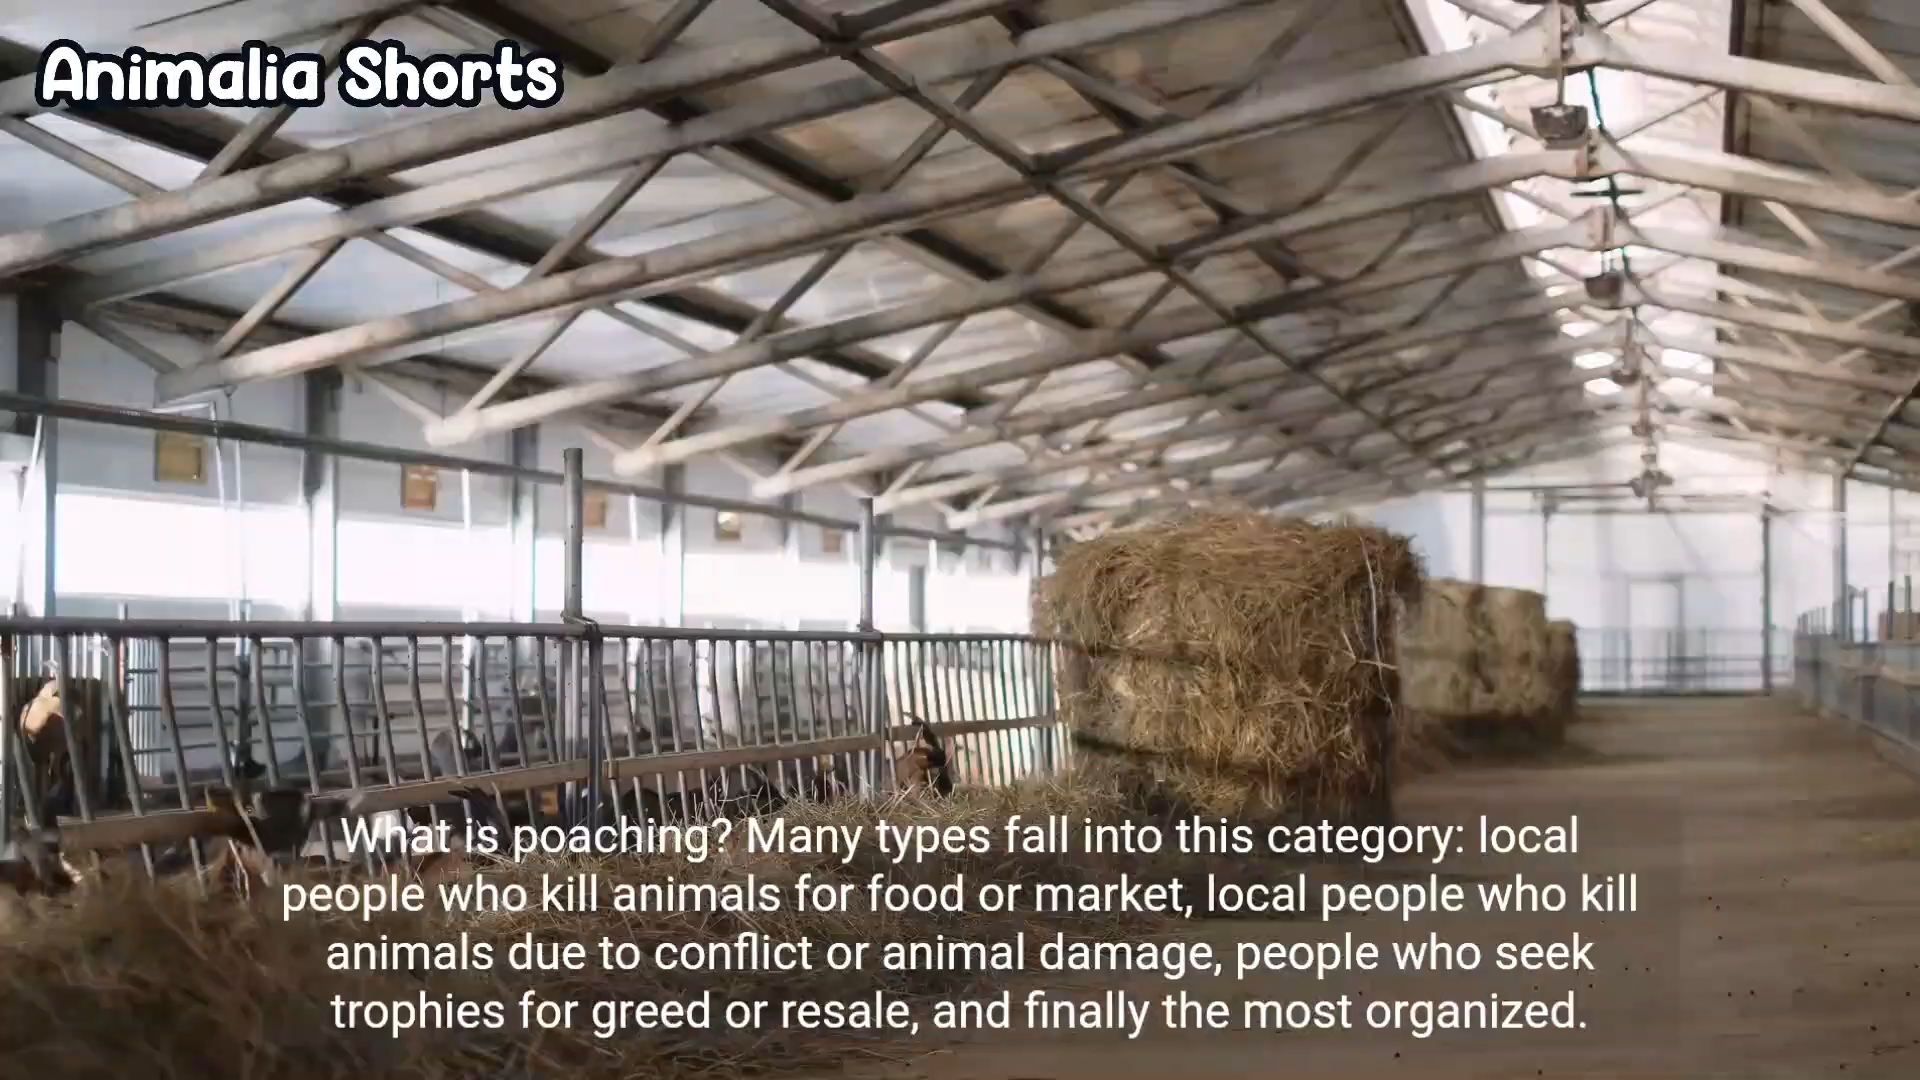 Animalia Shorts
What is poaching? Many types fall into this category: local
people who kill animals for food or market, local people who kill
animals due to conflict or animal damage, people who seek
trophies for greed or resale, and finally the most organized.